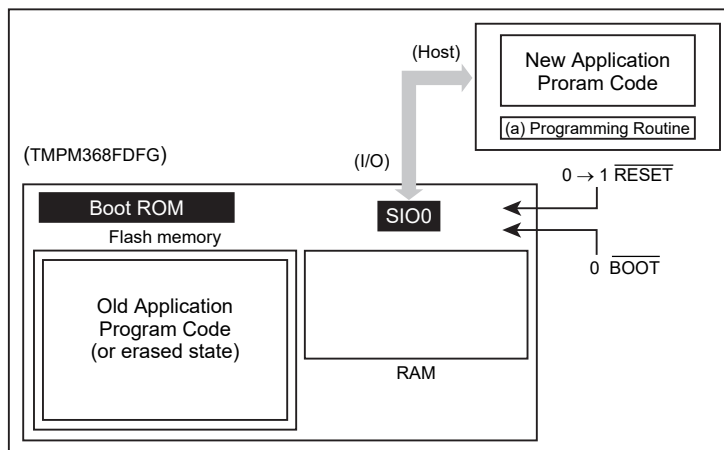 (Host)
New Application
Proram Code
(a) Programming Routine
(TMPM368FDFG)
(I/O)
0 → 1 RESET
Boot ROM
SIO0
Flash memory
0 BOOT
Old Application
Program Code
(or erased state)
RAM